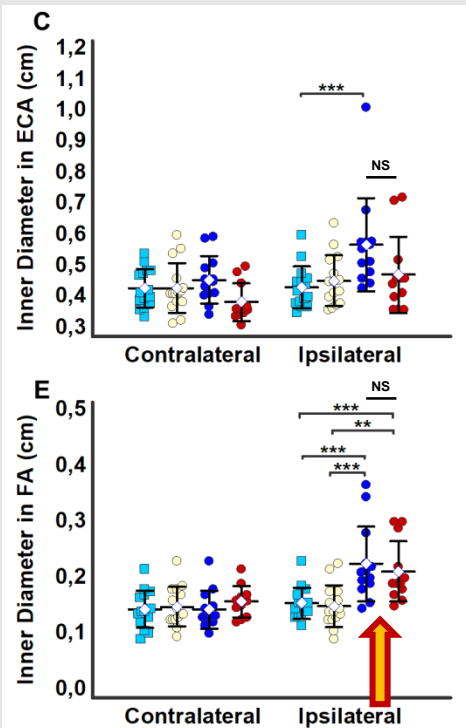 C
Inner Diameter in ECA (cm)
1,2
1,1
1,0
0,9
0,8
0,7
0,6
0,5
0,4
0,3
***
NS
Contralateral Ipsilateral
E
Inner Diameter in FA (cm)
0,5
0,4
0,3
0,2
0,1
0,0
NS
***
**
***
***
Contralateral Ipsilateral